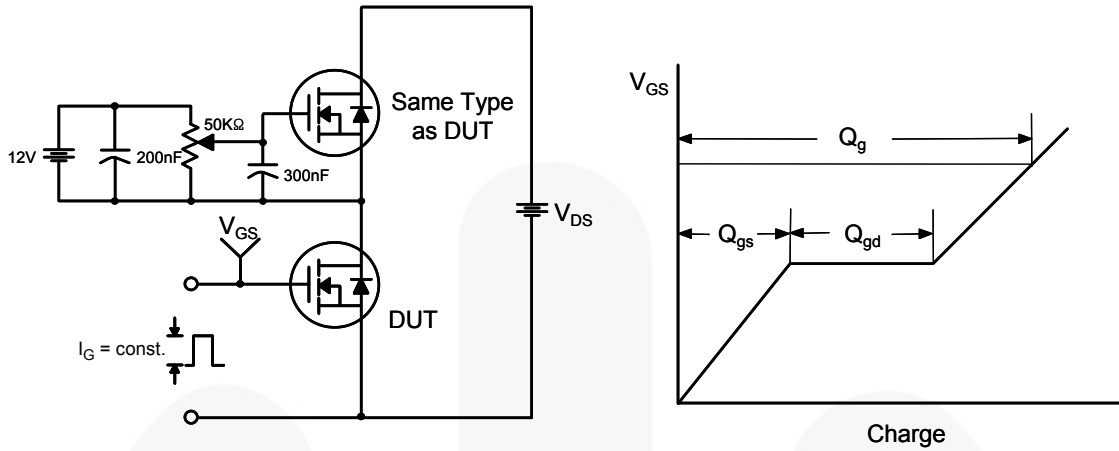 Same Type
as DUT
50KΩ
12V
200nF
300nF
V_GS
V_DS
DUT
I_G = const.
V_GS
Q_g
Q_gs
Q_gd
Charge